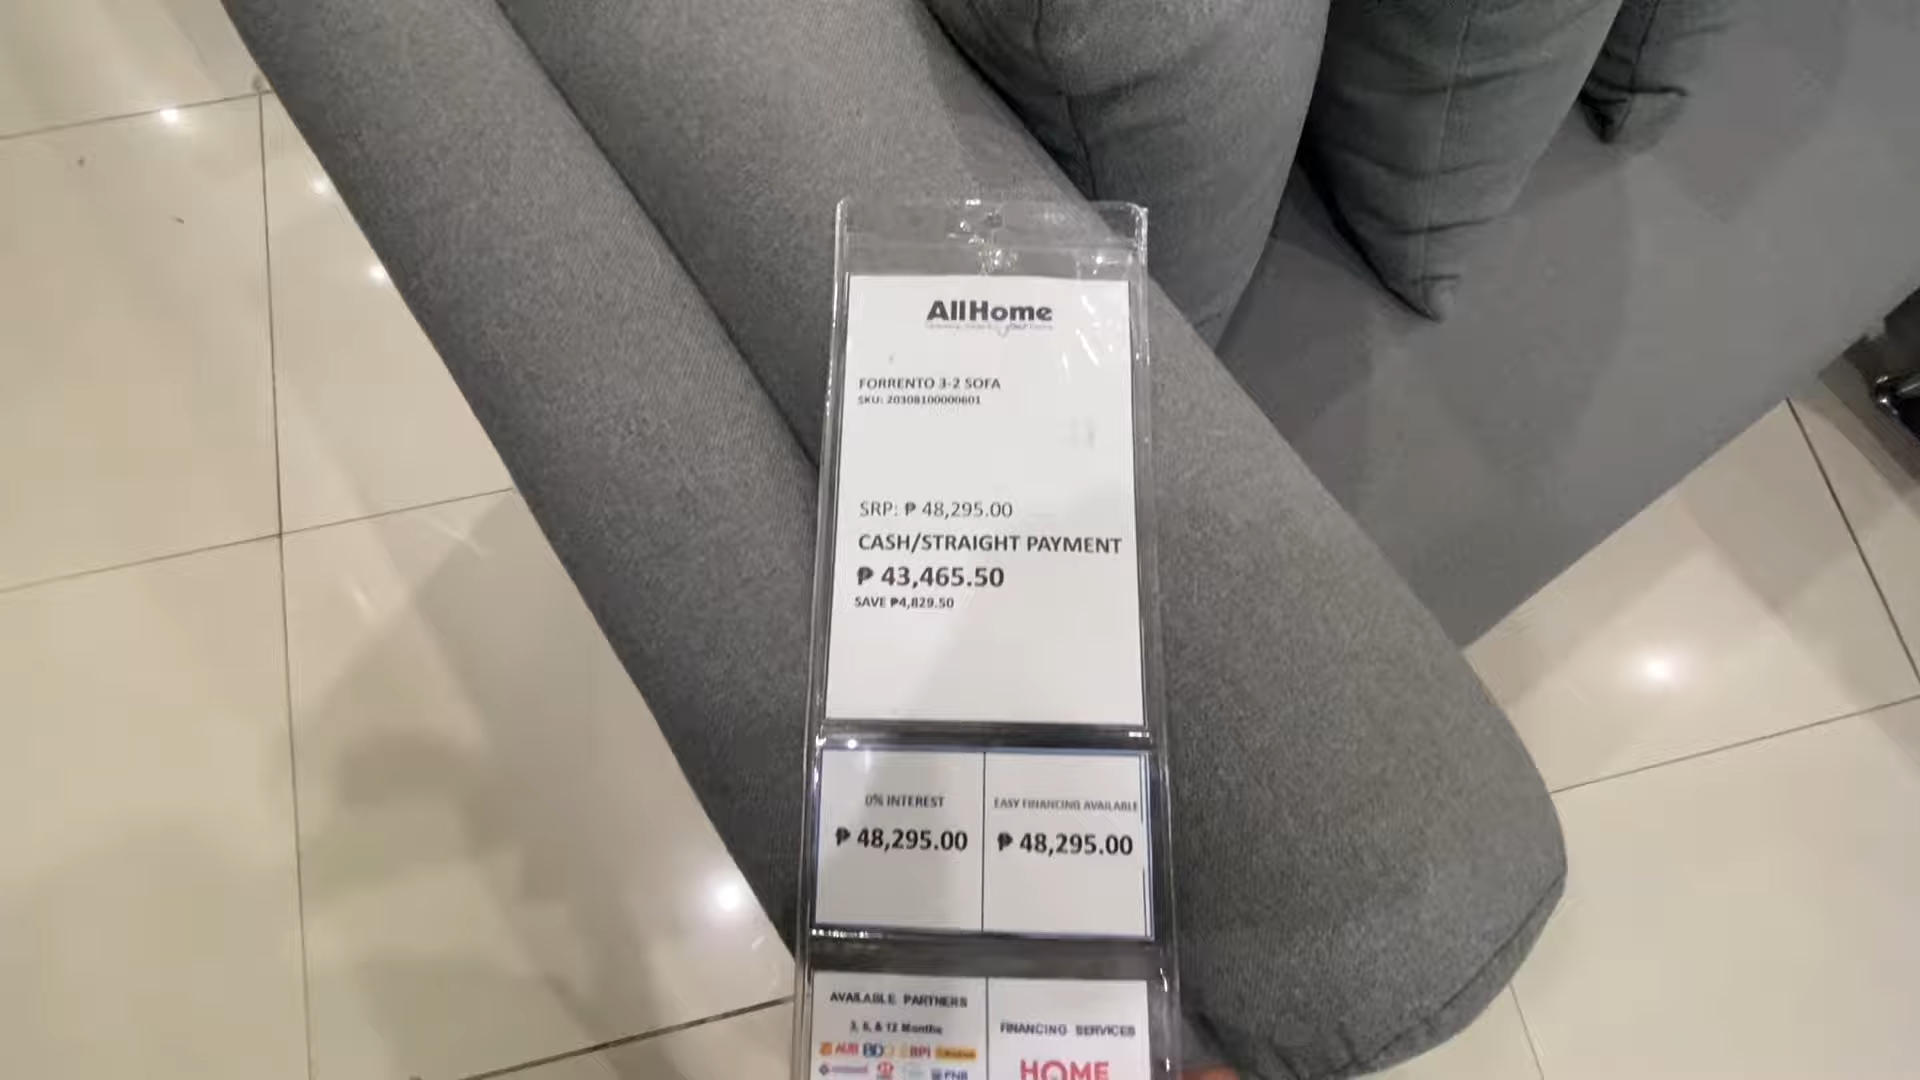 AllHome
FORRENTO 3-2 SOFA
SKU: 20308100000601
SRP: ₱ 48,295.00
CASH/STRAIGHT PAYMENT
₱ 43,465.50
SAVE ₱4,829.50
0% INTEREST
₱ 48,295.00
EASY FINANCING AVAILABLE
₱ 48,295.00
AVAILABLE PARTNERS
3, 6, & 12 Months
AUB BDO BPI
PNB
FINANCING SERVICES
HOME